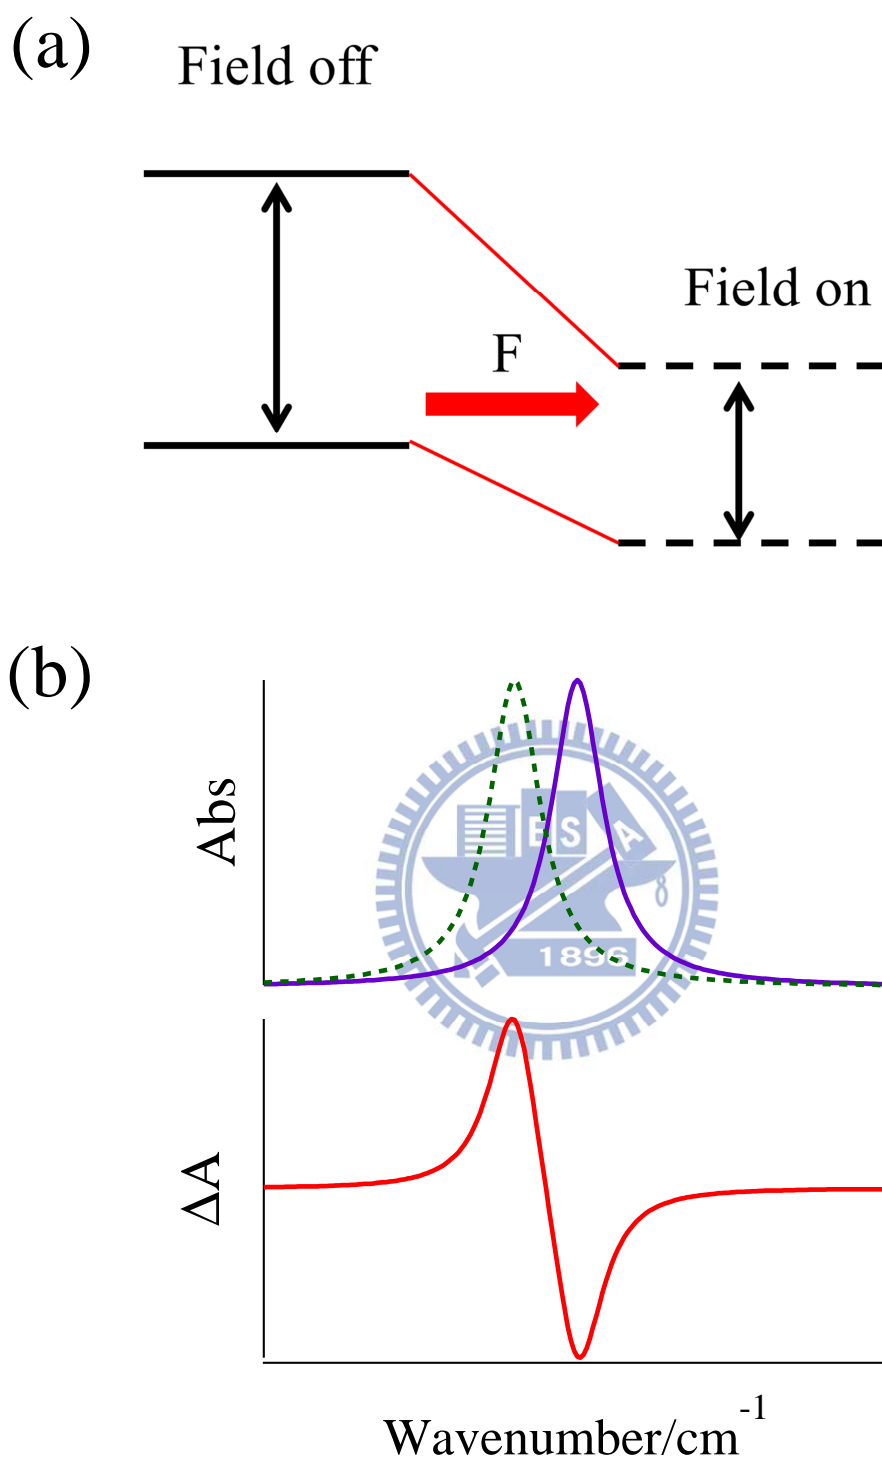 (a)
Field off
Field on
F
(b)
Abs
E S A
1896
ΔA
Wavenumber/cm⁻¹